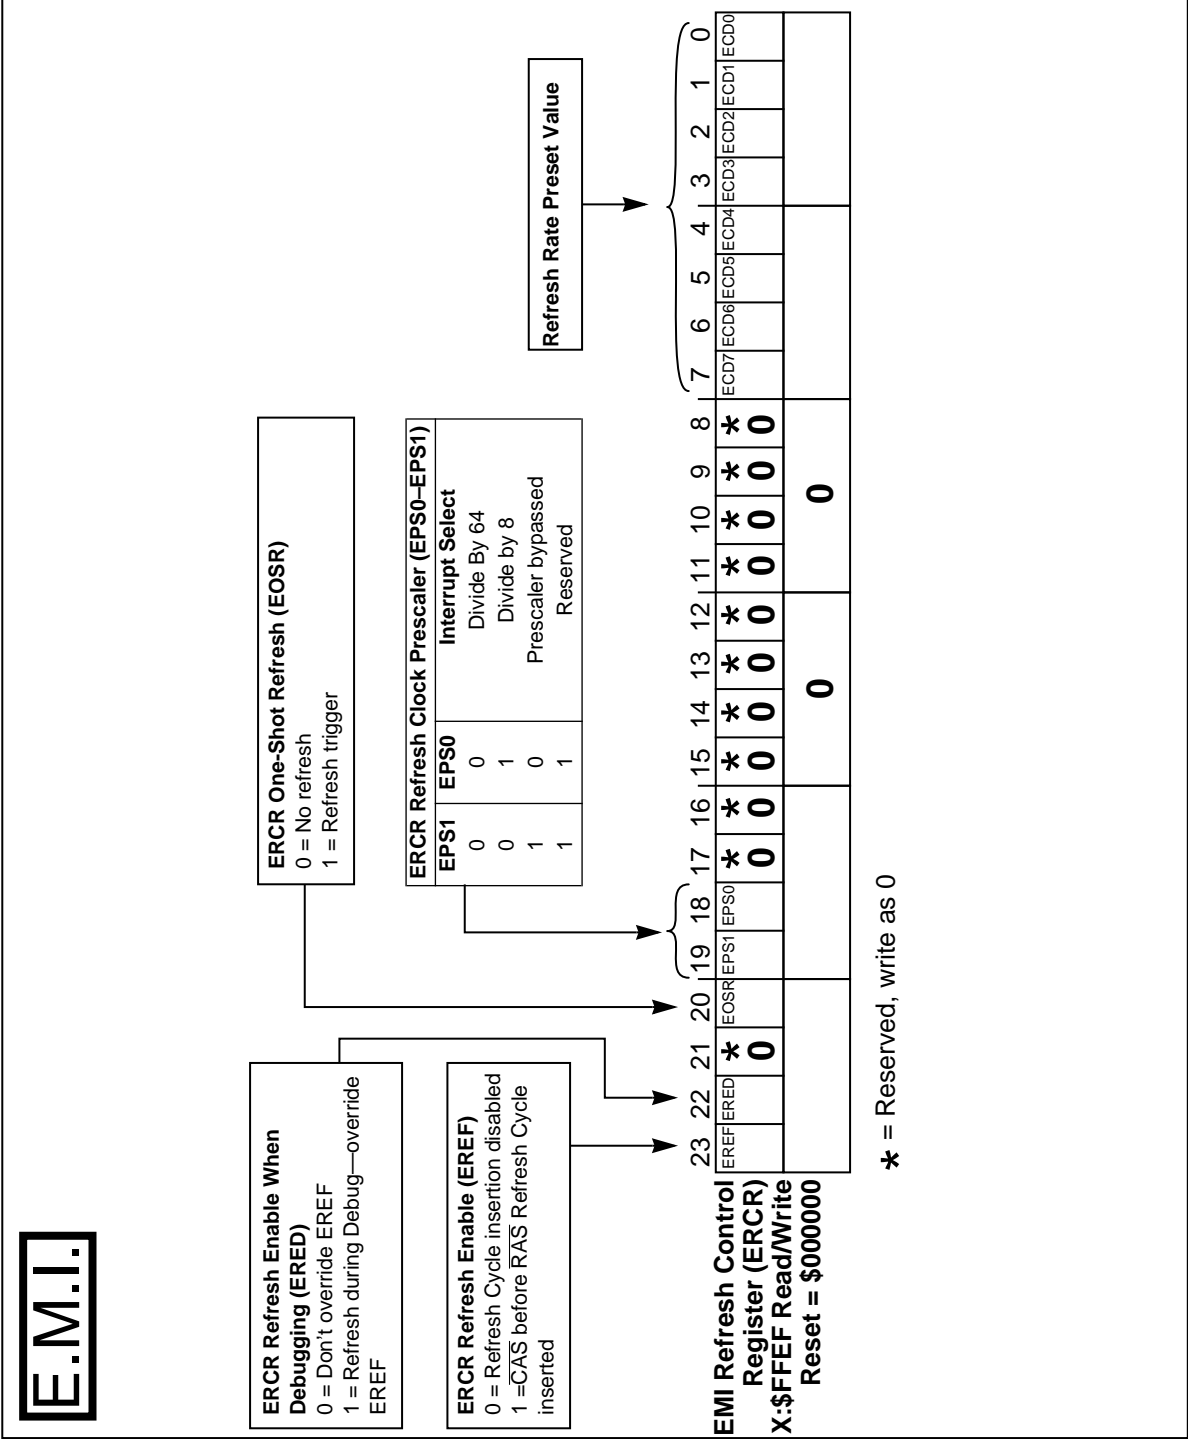 E.M.I.
ERCR Refresh Enable When
Debugging (ERED)
0 = Don't override EREF
1 = Refresh during Debug—override
EREF
ERCR One-Shot Refresh (EOSR)
0 = No refresh
1 = Refresh trigger
ERCR Refresh Enable (EREF)
0 = Refresh Cycle insertion disabled
1 =CAS before RAS Refresh Cycle
inserted
ERCR Refresh Clock Prescaler (EPS0–EPS1)
EPS1 EPS0 Interrupt Select
0 0 Divide By 64
0 1 Divide by 8
1 0 Prescaler bypassed
1 1 Reserved
Refresh Rate Preset Value
23 22 21 20 19 18 17 16 15 14 13 12 11 10 9 8 7 6 5 4 3 2 1 0
EREF ERED * EOSR EPS1 EPS0 * * * * * * * * * * ECD7 ECD6 ECD5 ECD4 ECD3 ECD2 ECD1 ECD0
0 0 0 0 0 0 0 0 0 0 0
0 0
EMI Refresh Control
Register (ERCR)
X:$FFEF Read/Write
Reset = $000000
* = Reserved, write as 0